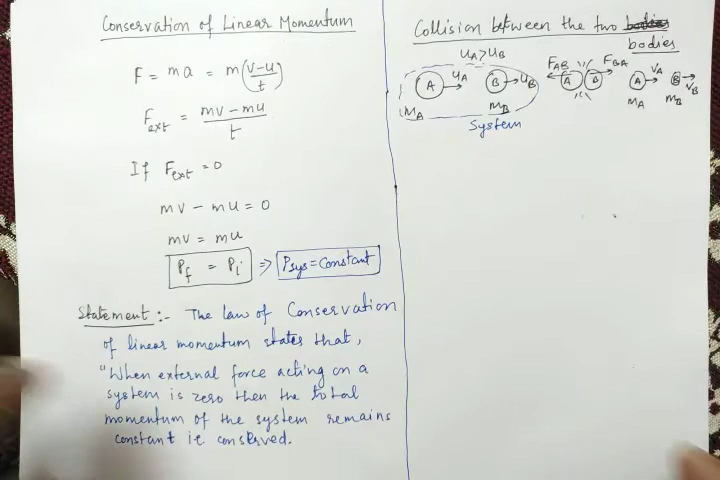 Conservation of Linear Momentum
F = ma = m(v-u/t)
F ext = mv - mu / t
If F ext = 0
mv - mu = 0
mv = mu
Pf = Pi ⇒ Psys = Constant
Statement :- The law of Conservation
of linear momentum states that,
"When external force acting on a
system is zero then the total
momentum of the system remains
constant ie conserved.
Collision between the two
bodies
uA > uB
A uA B uB FAB A B FBA A vA B vB
mA mB mA mB
System